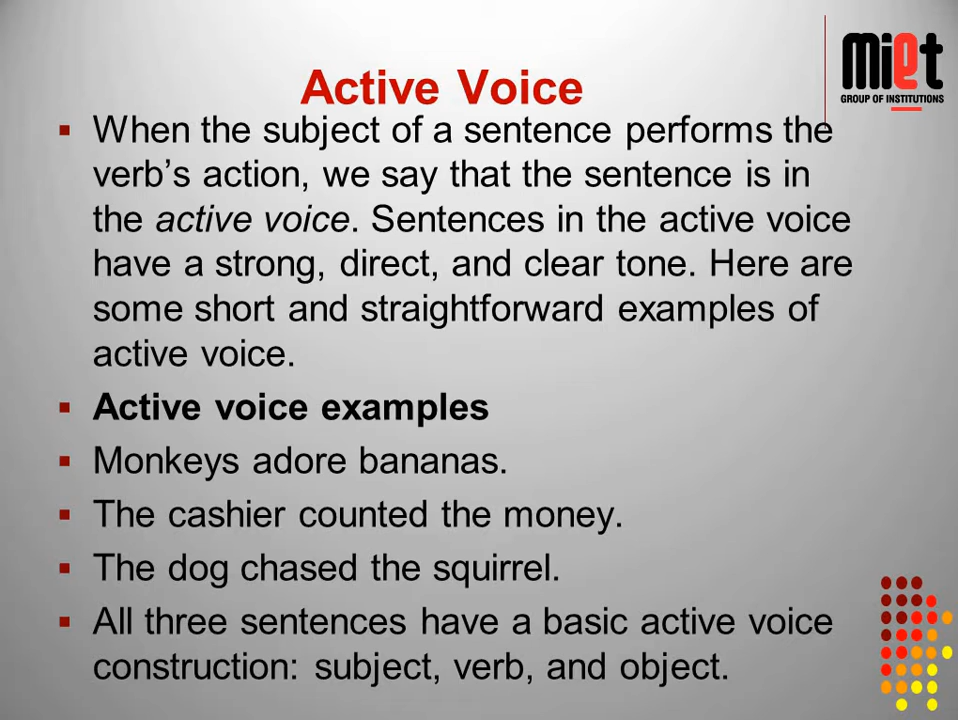 miet
GROUP OF INSTITUTIONS
Active Voice
When the subject of a sentence performs the
verb’s action, we say that the sentence is in
the active voice. Sentences in the active voice
have a strong, direct, and clear tone. Here are
some short and straightforward examples of
active voice.
Active voice examples
Monkeys adore bananas.
The cashier counted the money.
The dog chased the squirrel.
All three sentences have a basic active voice
construction: subject, verb, and object.